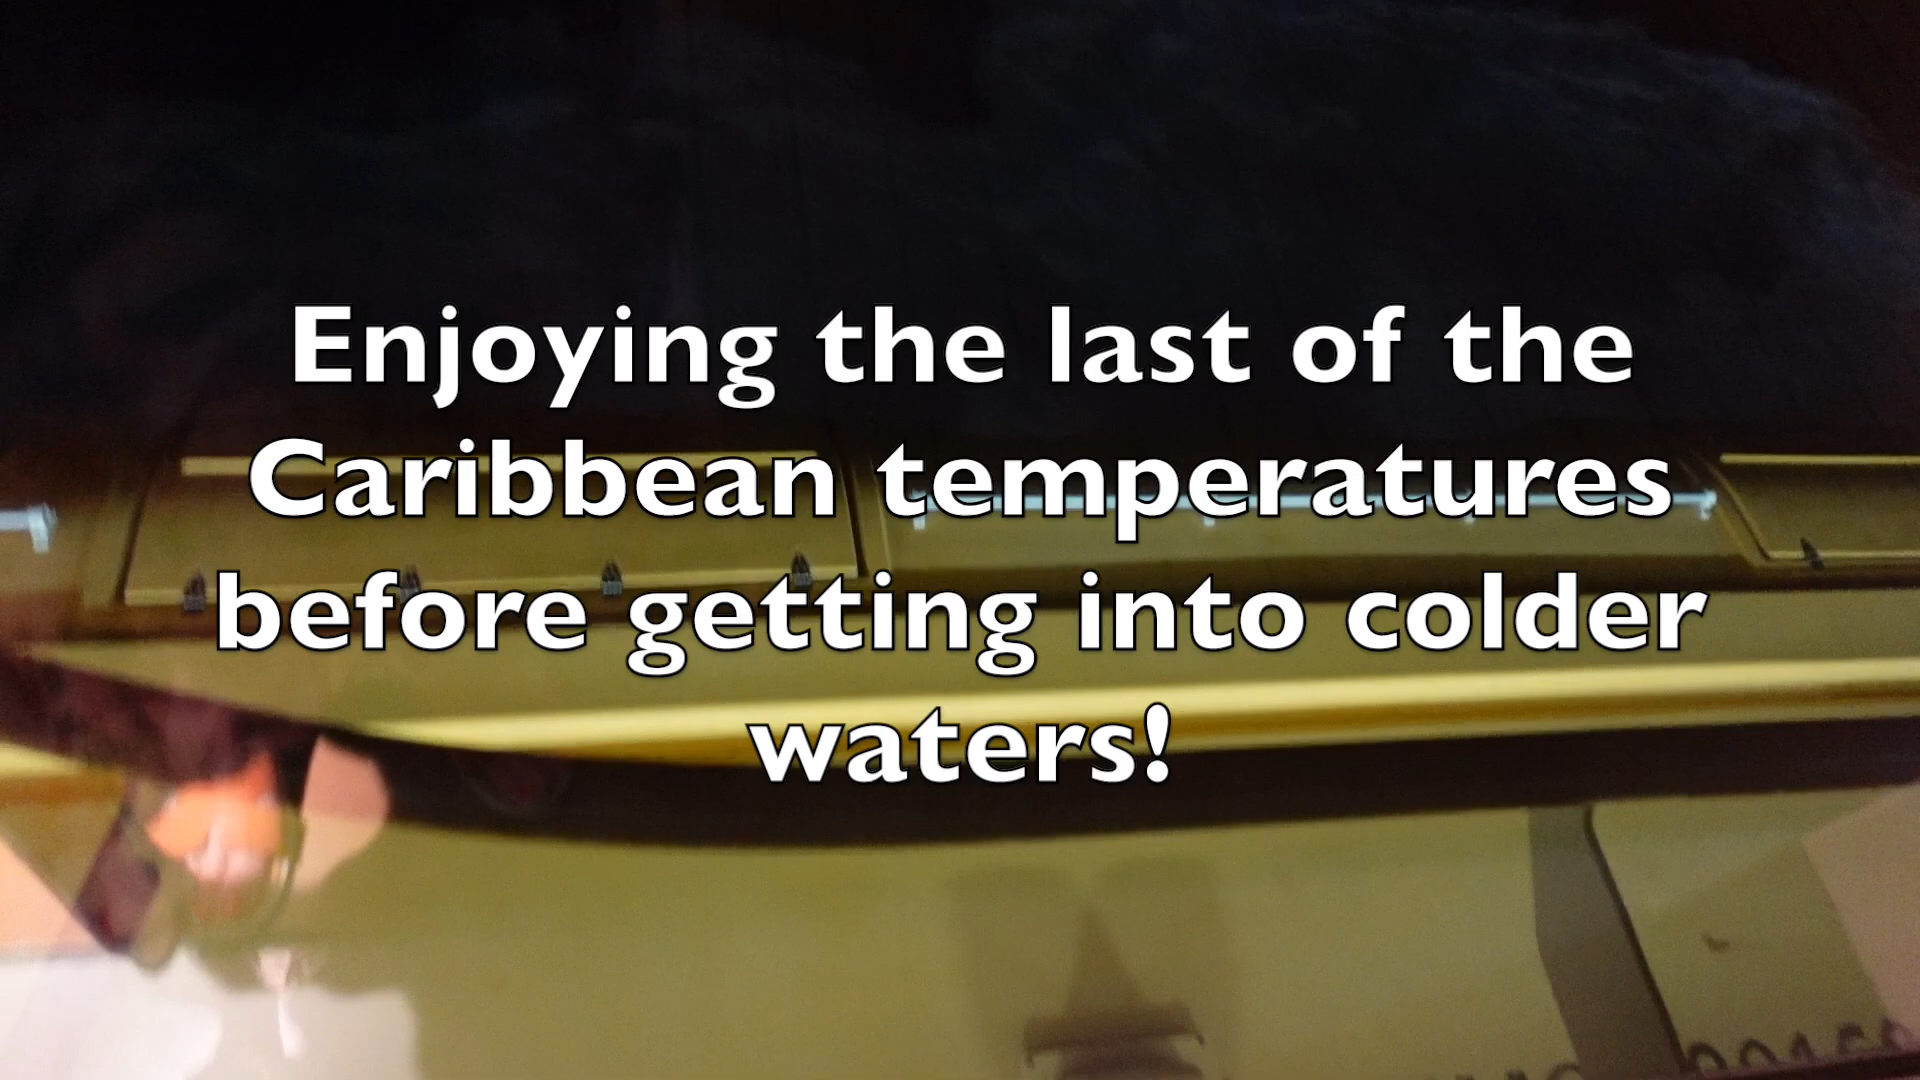 Enjoying the last of the
Caribbean temperatures
before getting into colder
waters!